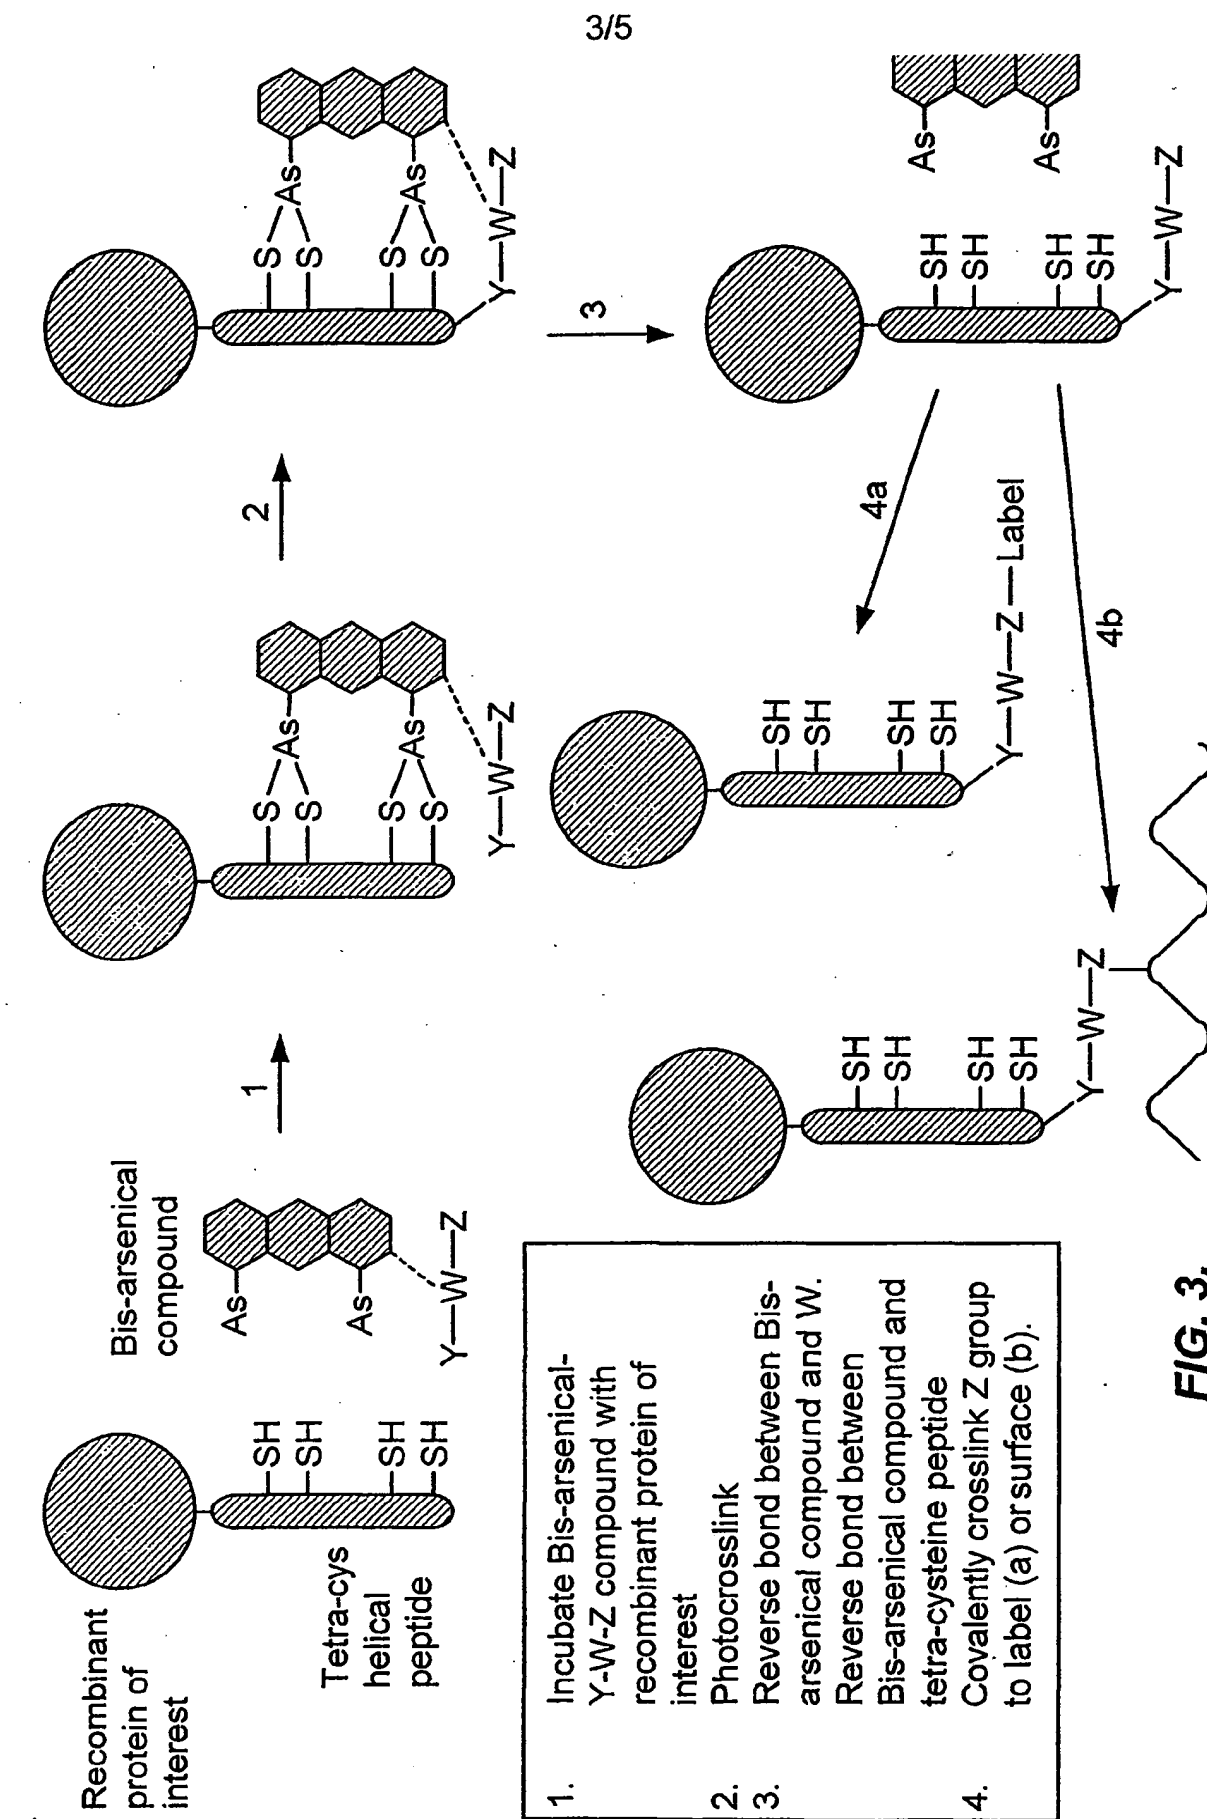 3/5
Recombinant
protein of
interest
Tetra-cys
helical
peptide
SH
SH
SH
SH
Bis-arsenical
compound
As
As
Y—W—Z
1
S
S
S
S
As
As
Y—W—Z
2
S
S
S
S
As
As
Y—W—Z
3
SH
SH
SH
SH
As
As
Y—W—Z
4a
SH
SH
SH
SH
Y—W—Z—Label
4b
SH
SH
SH
SH
Y—W—Z
1. Incubate Bis-arsenical-
Y-W-Z compound with
recombinant protein of
interest
2. Photocrosslink
3. Reverse bond between Bis-
arsenical compound and W.
Reverse bond between
Bis-arsenical compound and
tetra-cysteine peptide
4. Covalently crosslink Z group
to label (a) or surface (b).
FIG. 3.